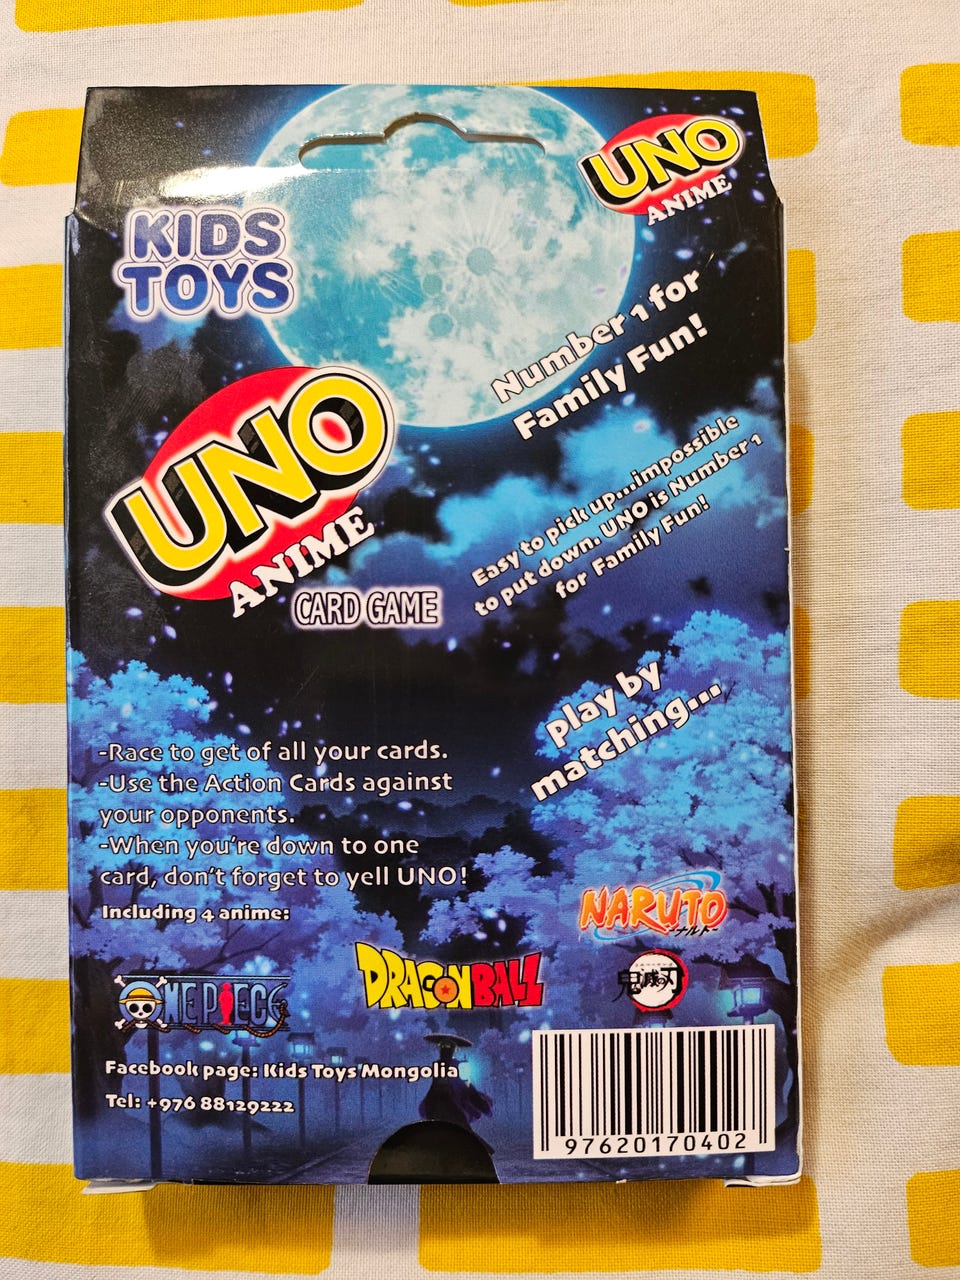 UNO
ANIME
KIDS
TOYS
Number 1 for
Family Fun!
UNO
ANIME
CARD GAME
Easy to pick up...impossible
to put down. UNO is Number 1
for Family Fun!
play by
matching...
-Race to get of all your cards.
-Use the Action Cards against
your opponents.
-When you're down to one
card, don't forget to yell UNO!
Including 4 anime:
NARUTO
ナルト
DRAGON BALL
鬼滅の刃
ONE PIECE
Facebook page: Kids Toys Mongolia
Tel: +976 88129222
97620170402